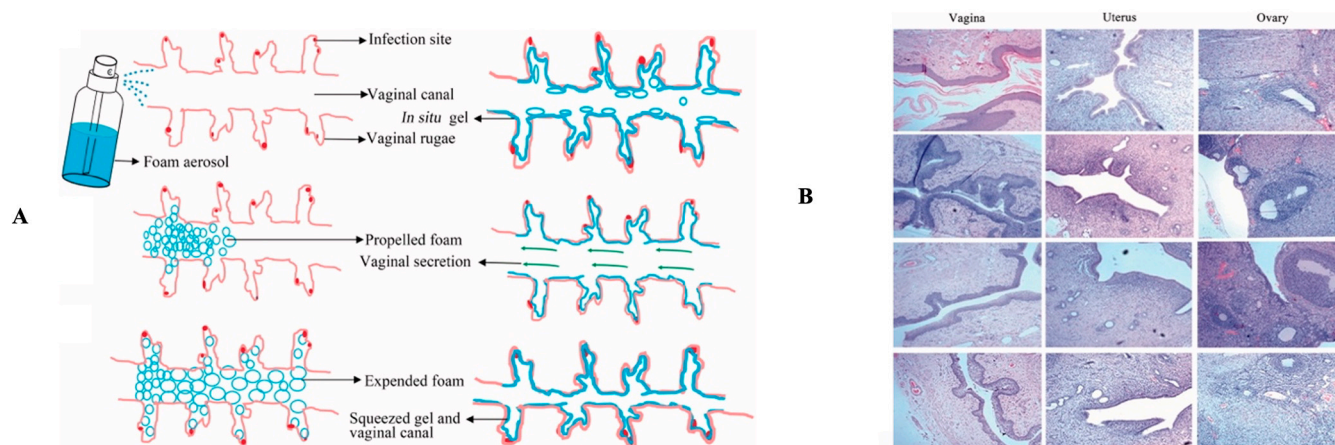 Infection site
Vaginal canal
In situ gel
Vaginal rugae
Foam aerosol
A
Propelled foam
Vaginal secretion
Expended foam
Squeezed gel and
vaginal canal
B
Vagina Uterus Ovary